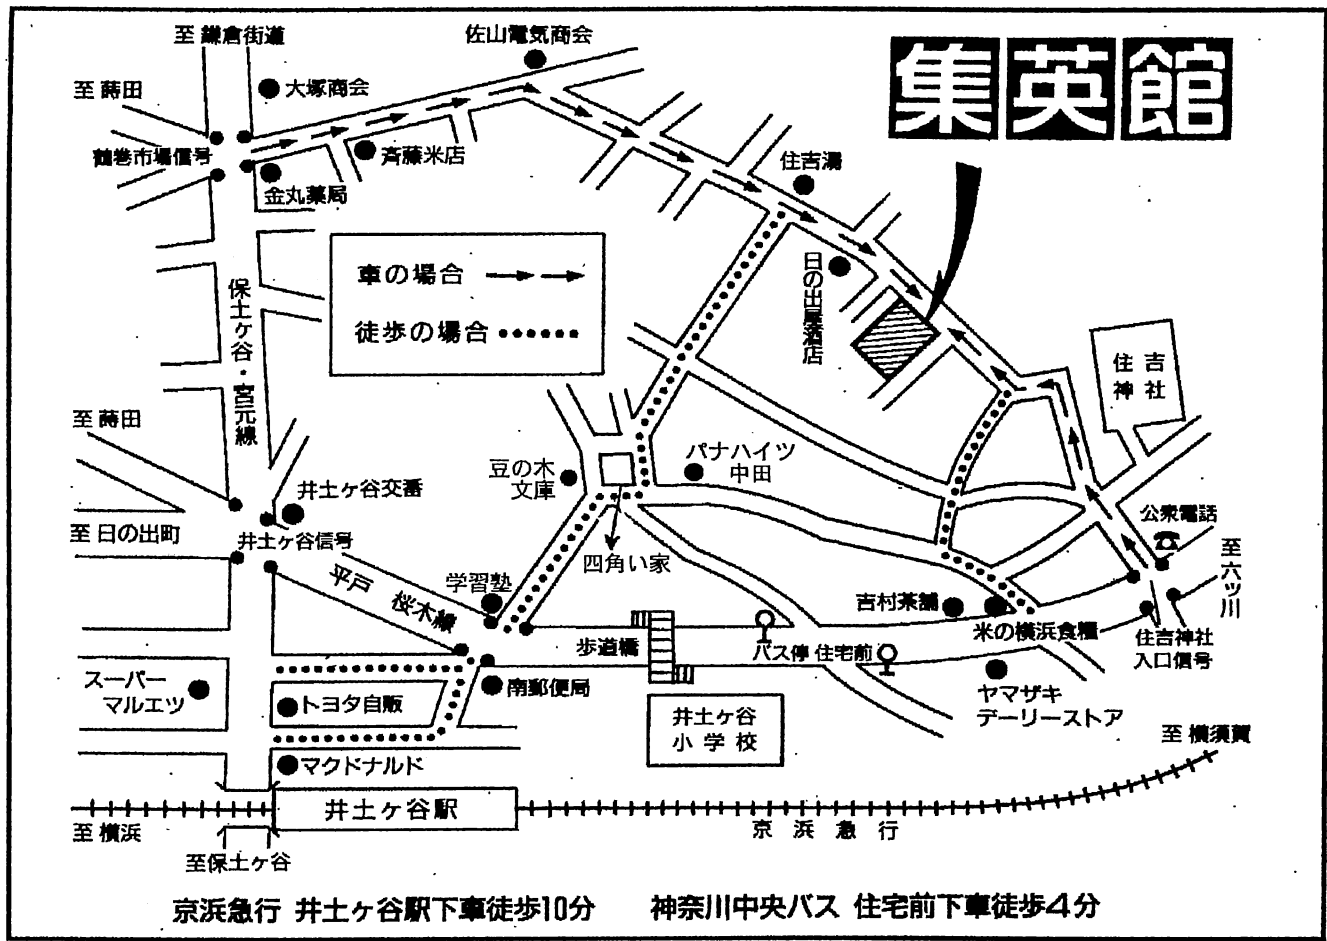 至鎌倉街道
佐山電気商会
集英館
至蒔田
大塚商会
鶴巻市場信号
斉藤米店
住吉湯
金丸薬局
車の場合
徒歩の場合
日の出屋酒店
保土ヶ谷・宮元線
住吉
神社
至蒔田
パナハイツ
中田
豆の木
文庫
井土ヶ谷交番
公衆電話
至日の出町
井土ヶ谷信号
至六ッ川
四角い家
平戸桜木線
学習塾
吉村茶舗
米の横浜食糧
住吉神社
入口信号
歩道橋
バス停 住宅前
スーパー
マルエツ
南郵便局
トヨタ自販
ヤマザキ
デーリーストア
井土ヶ谷
小学校
至横須賀
マクドナルド
井土ヶ谷駅
至横浜
京浜急行
至保土ヶ谷
京浜急行 井土ヶ谷駅下車徒歩10分 神奈川中央バス 住宅前下車徒歩4分